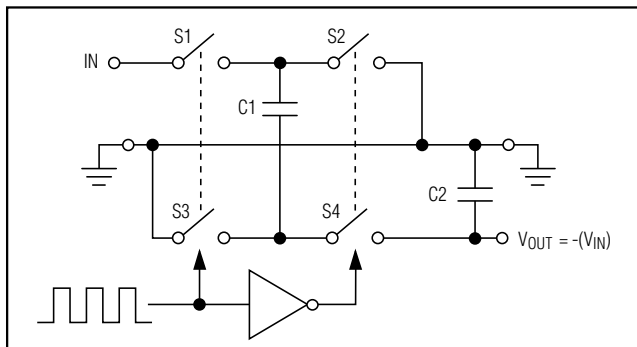 S1
S2
IN
C1
S3
S4
C2
VOUT = -(VIN)